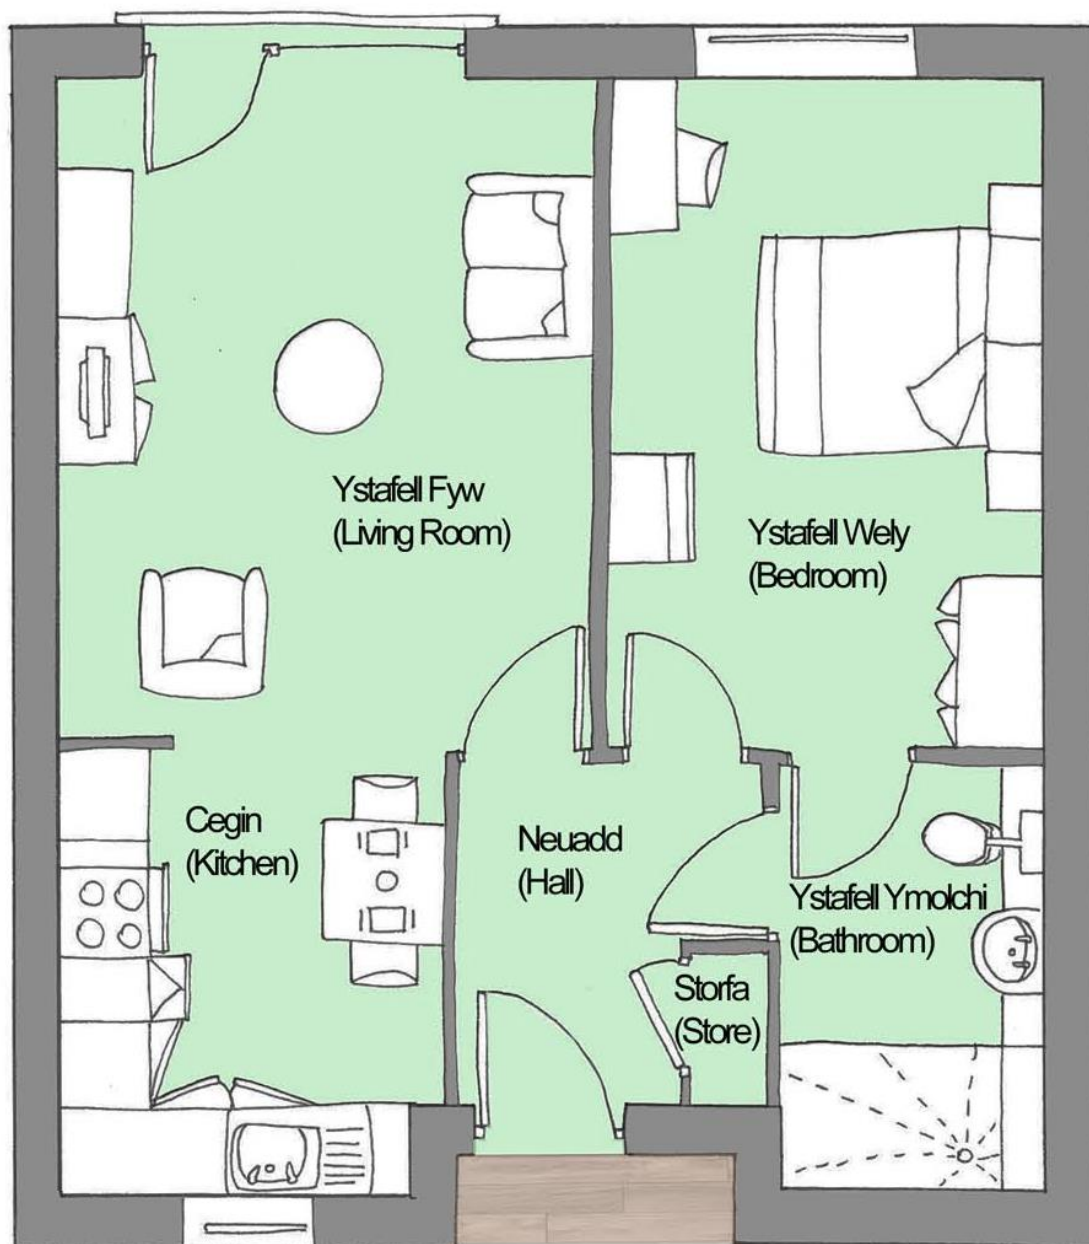 Ystafell Fyw
(Living Room)
Ystafell Wely
(Bedroom)
Cegin
(Kitchen)
Neuadd
(Hall)
Ystafell Ymolchi
(Bathroom)
Storfa
(Store)